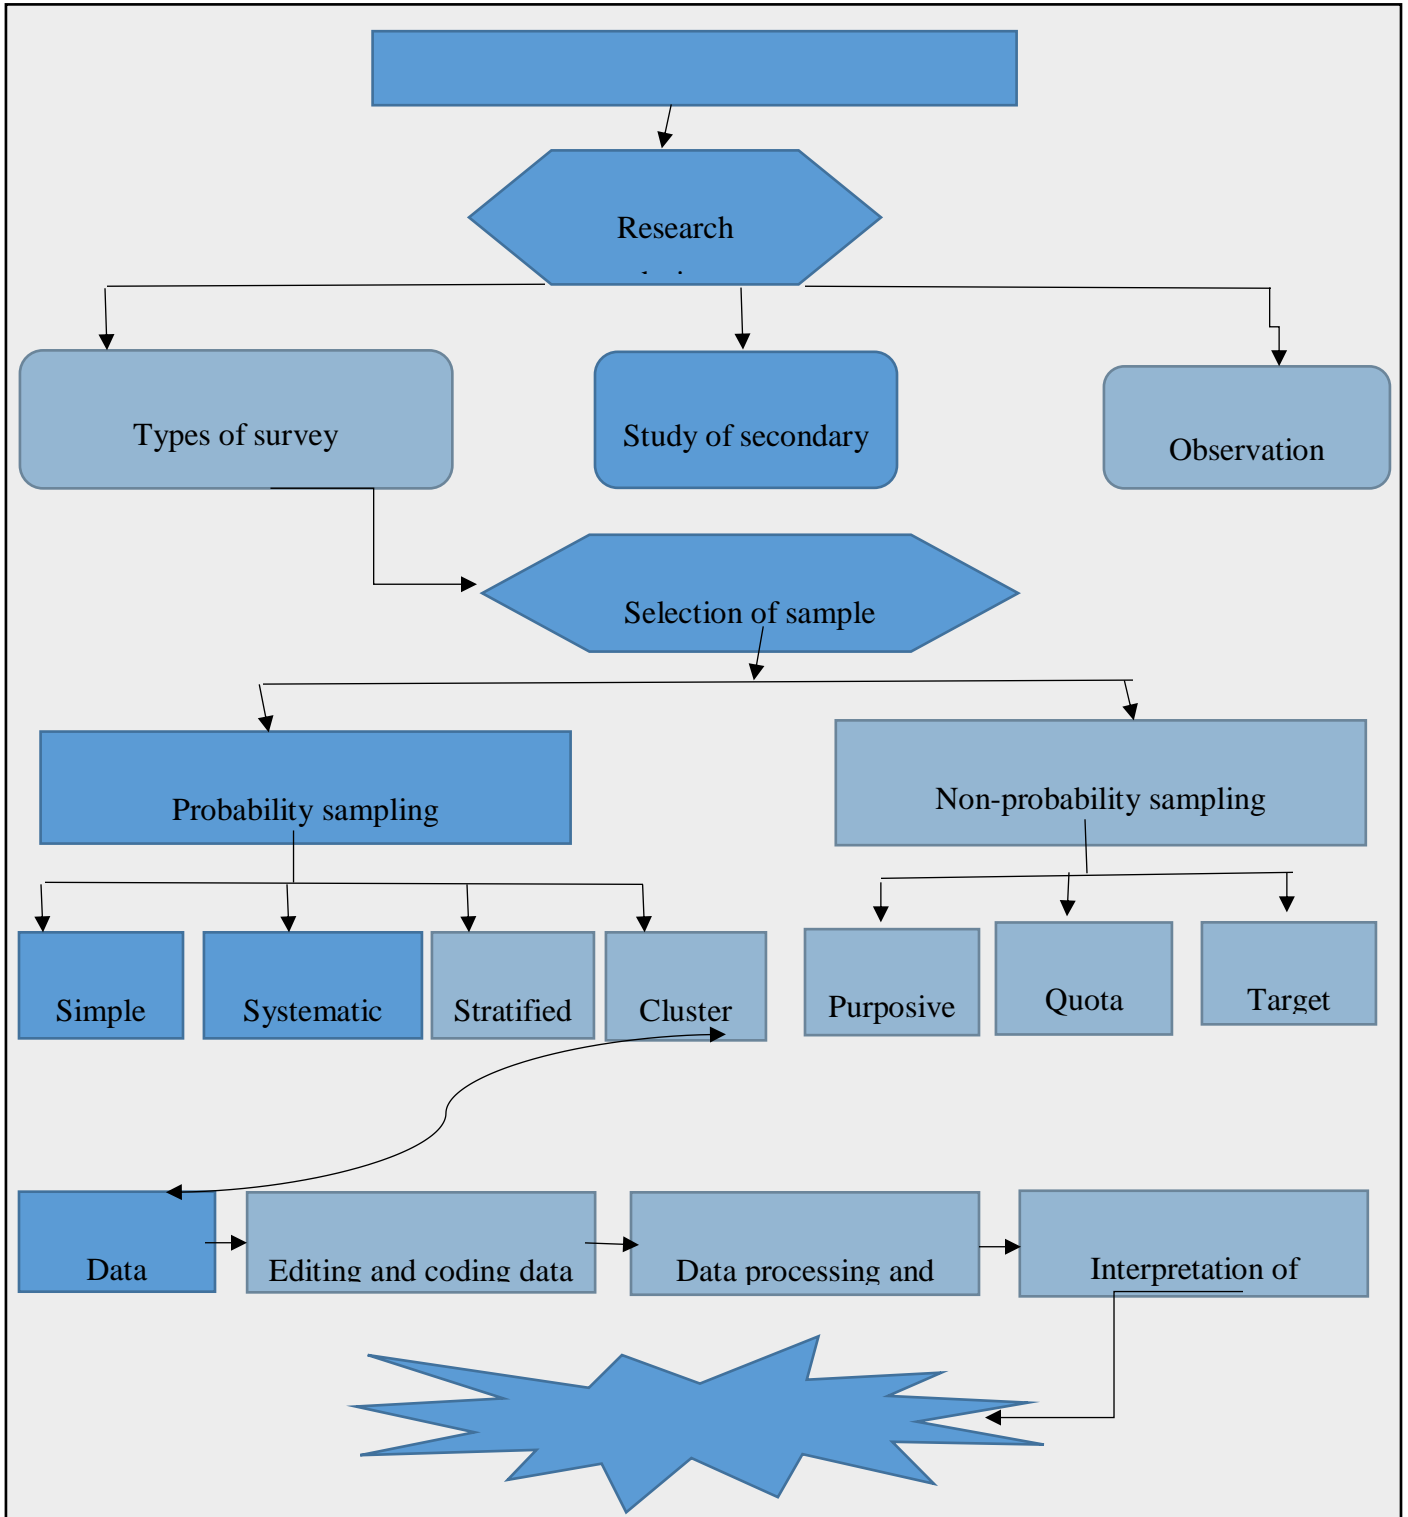 Research
Types of survey
Study of secondary
Observation
Selection of sample
Probability sampling
Non-probability sampling
Simple
Systematic
Stratified
Cluster
Purposive
Quota
Target
Data
Editing and coding data
Data processing and
Interpretation of